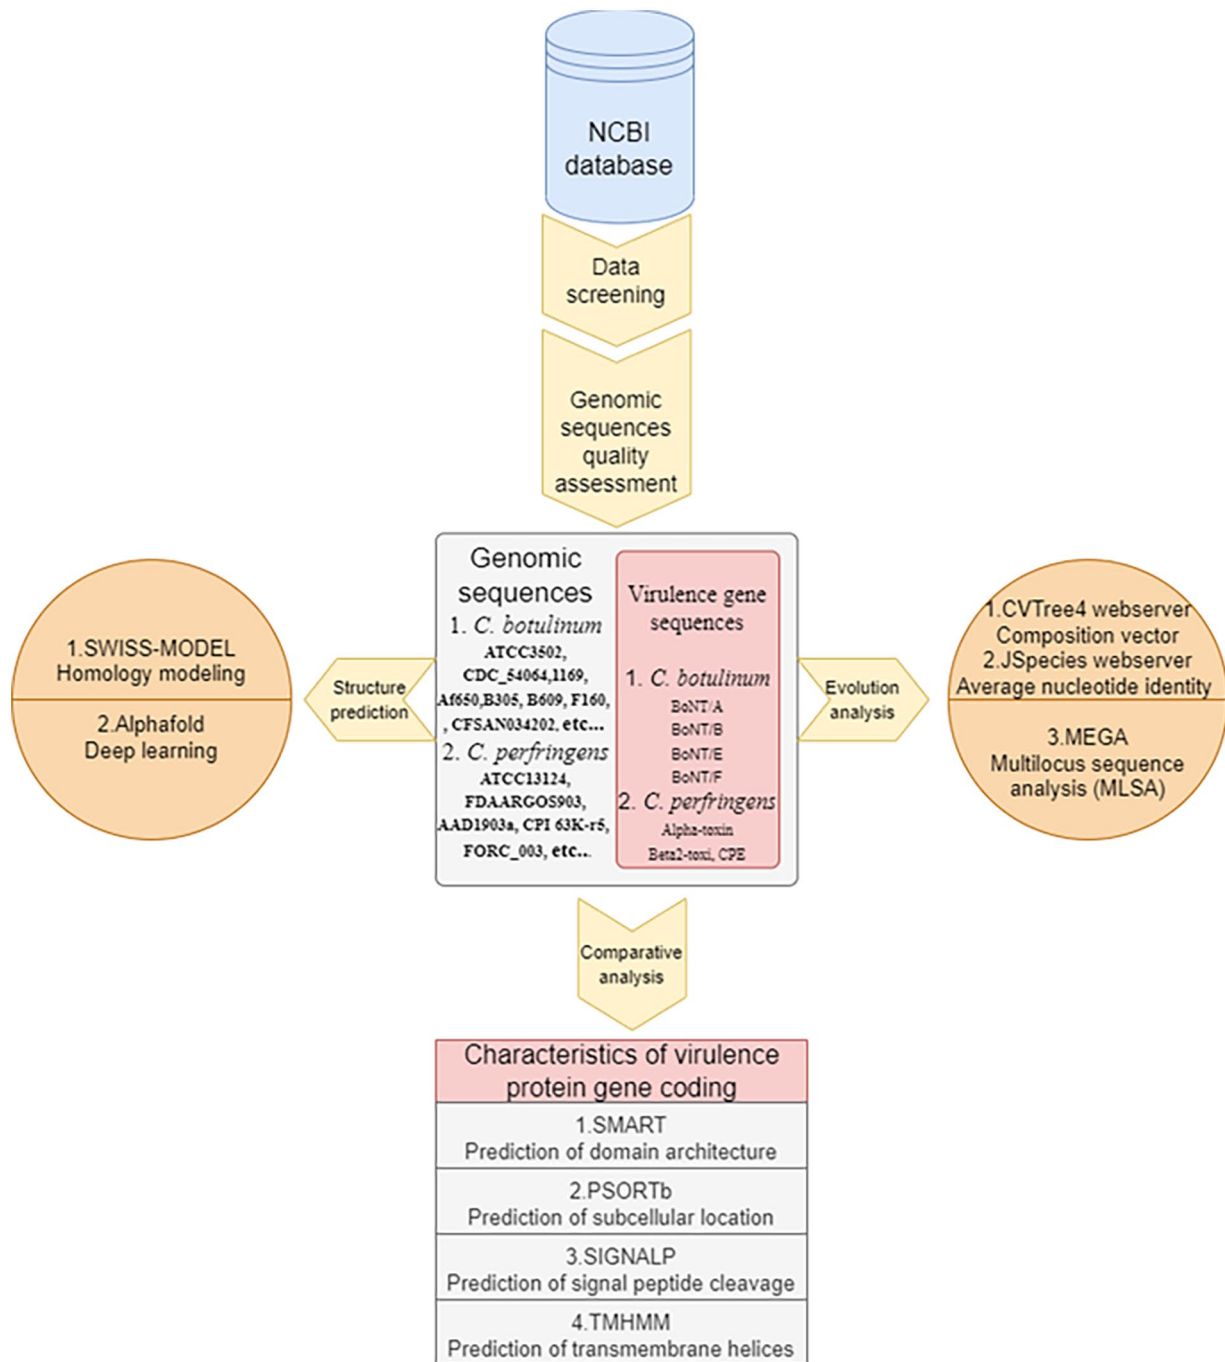 NCBI
database
Data
screening
Genomic
sequences
quality
assessment
Genomic
sequences
1. C. botulinum
ATCC3502,
CDC_54064,1169,
Af650,B305, B609, F160,
, CFSAN034202, etc...
2. C. perfringens
ATCC13124,
FDAARGOS903,
AAD1903a, CPI 63K-r5,
FORC_003, etc...
Virulence gene
sequences
1. C. botulinum
BoNT/A
BoNT/B
BoNT/E
BoNT/F
2. C. perfringens
Alpha-toxin
Beta2-toxi, CPE
Structure
prediction
1.SWISS-MODEL
Homology modeling
2.Alphafold
Deep learning
Evolution
analysis
1.CVTree4 webserver
Composition vector
2.JSpecies webserver
Average nucleotide identity
3.MEGA
Multilocus sequence
analysis (MLSA)
Comparative
analysis
Characteristics of virulence
protein gene coding
1.SMART
Prediction of domain architecture
2.PSORTb
Prediction of subcellular location
3.SIGNALP
Prediction of signal peptide cleavage
4.TMHMM
Prediction of transmembrane helices